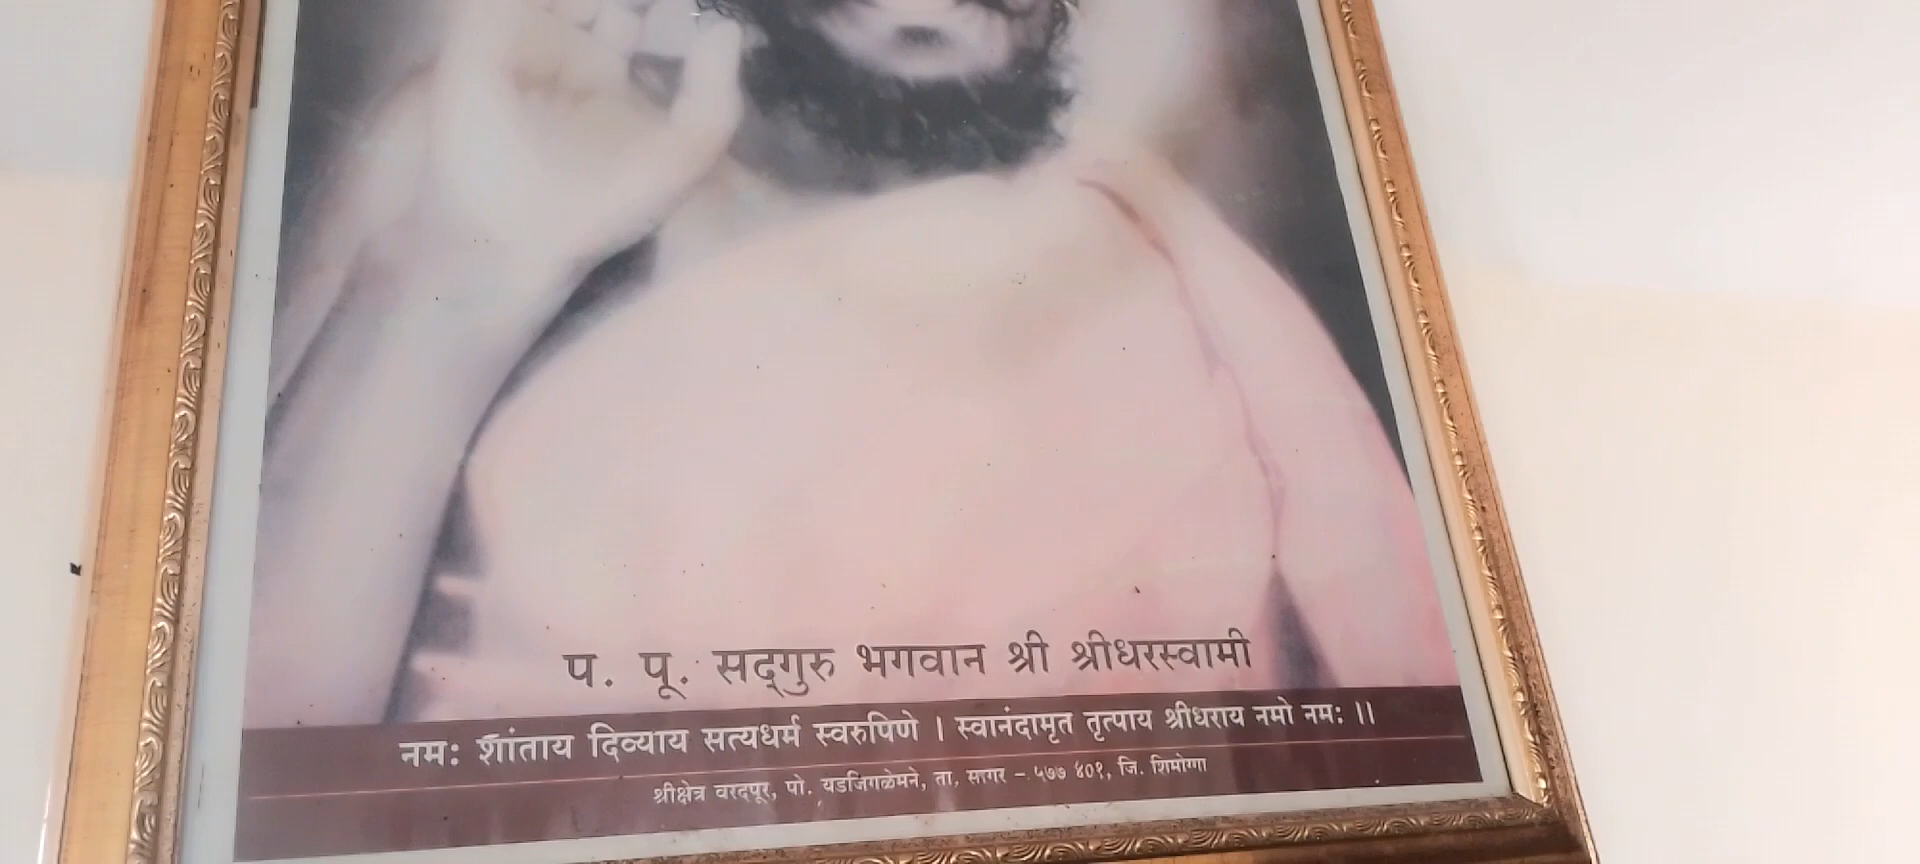 प. पू. सद्‌गुरु भगवान श्री श्रीधरस्वामी
नमः शांताय दिव्याय सत्यधर्म स्वरुपिणे । स्वानंदामृत तृत्पाय श्रीधराय नमो नमः ।।
श्रीक्षेत्र वरदपूर, पो. यडजिगळेमने, ता, सागर - ५७७ ४०१, जि. शिमोग्गा